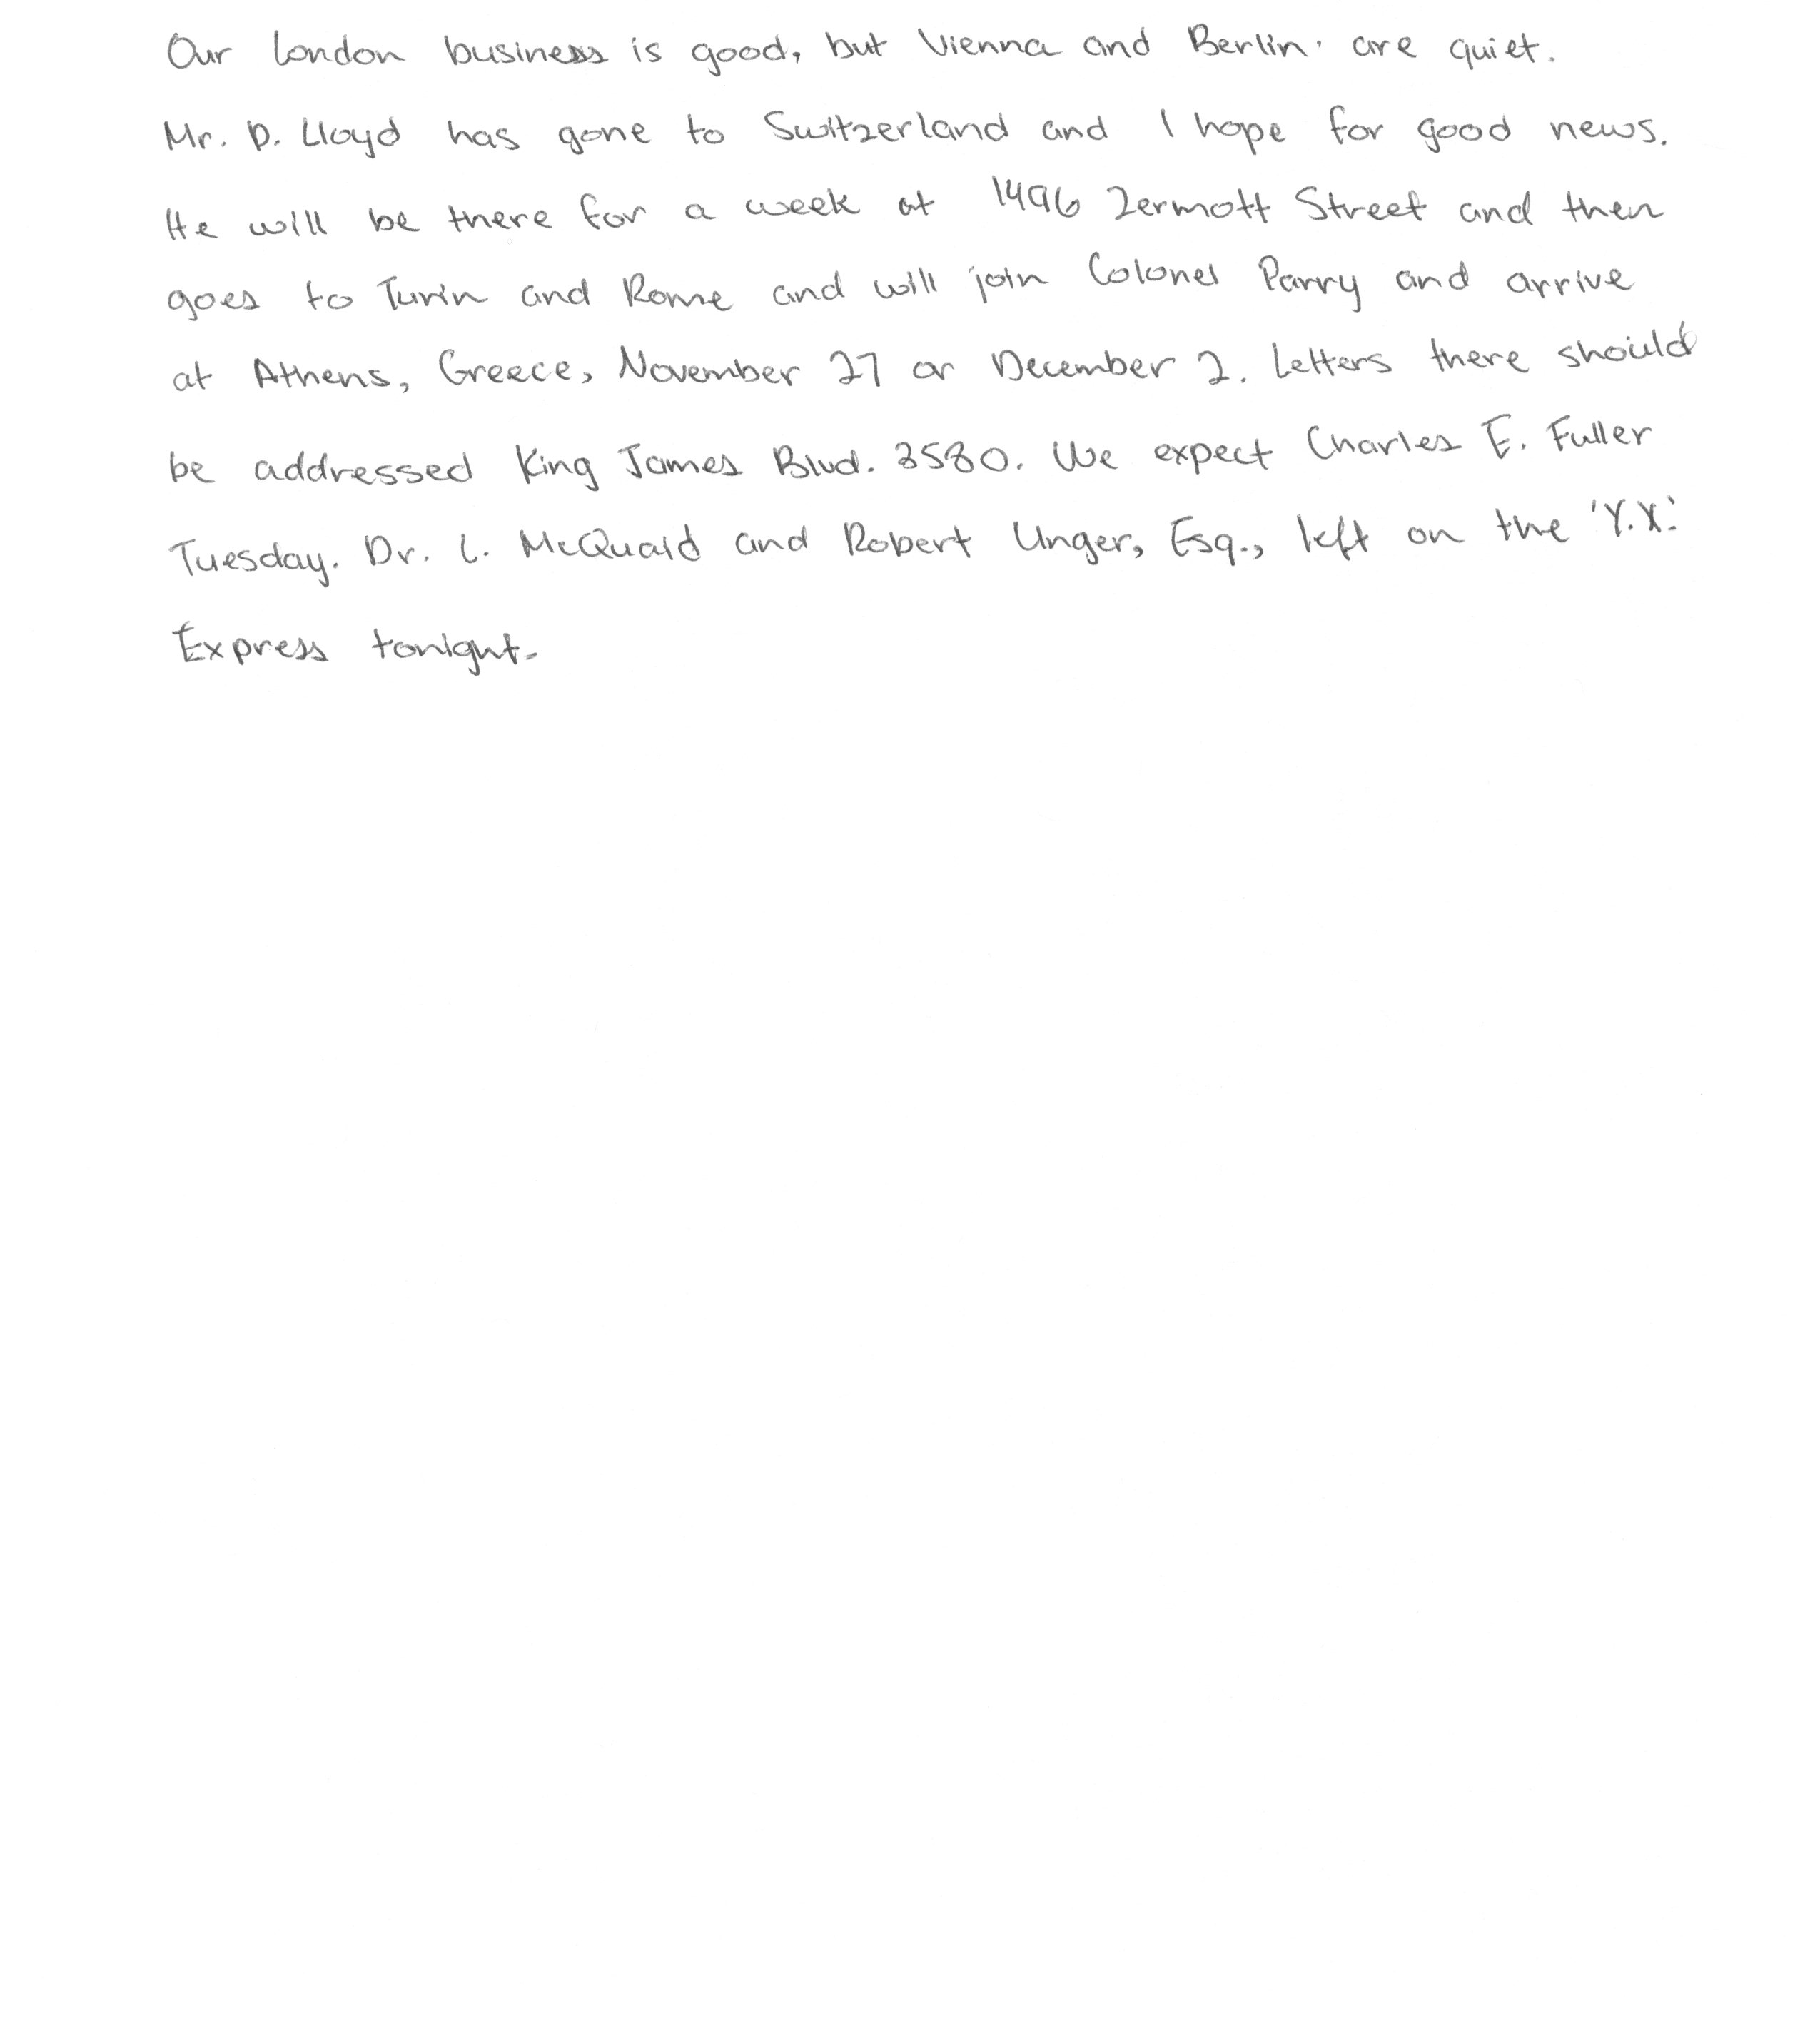 Our London business is good, but Vienna and Berlin are quiet.
Mr. D. Lloyd has gone to Switzerland and I hope for good news.
He will be there for a week at 1496 Zermott Street and then
goes to Turin and Rome and will join Colonel Parry and arrive
at Athens, Greece, November 27 or December 2. Letters there should
be addressed King James Blvd. 3580. We expect Charles E. Fuller
Tuesday. Dr. L. McQuaid and Robert Unger, Esq., left on the 'Y.X.'
Express tonight.